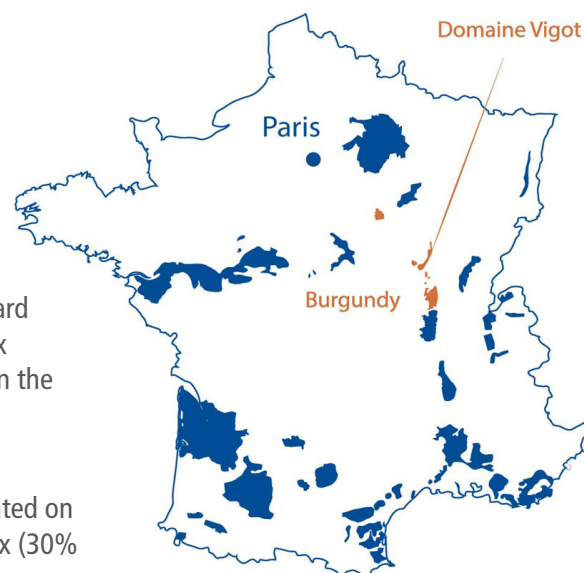 Domaine Vigot
Paris
Burgundy
ard
x
n the
ted on
x (30%